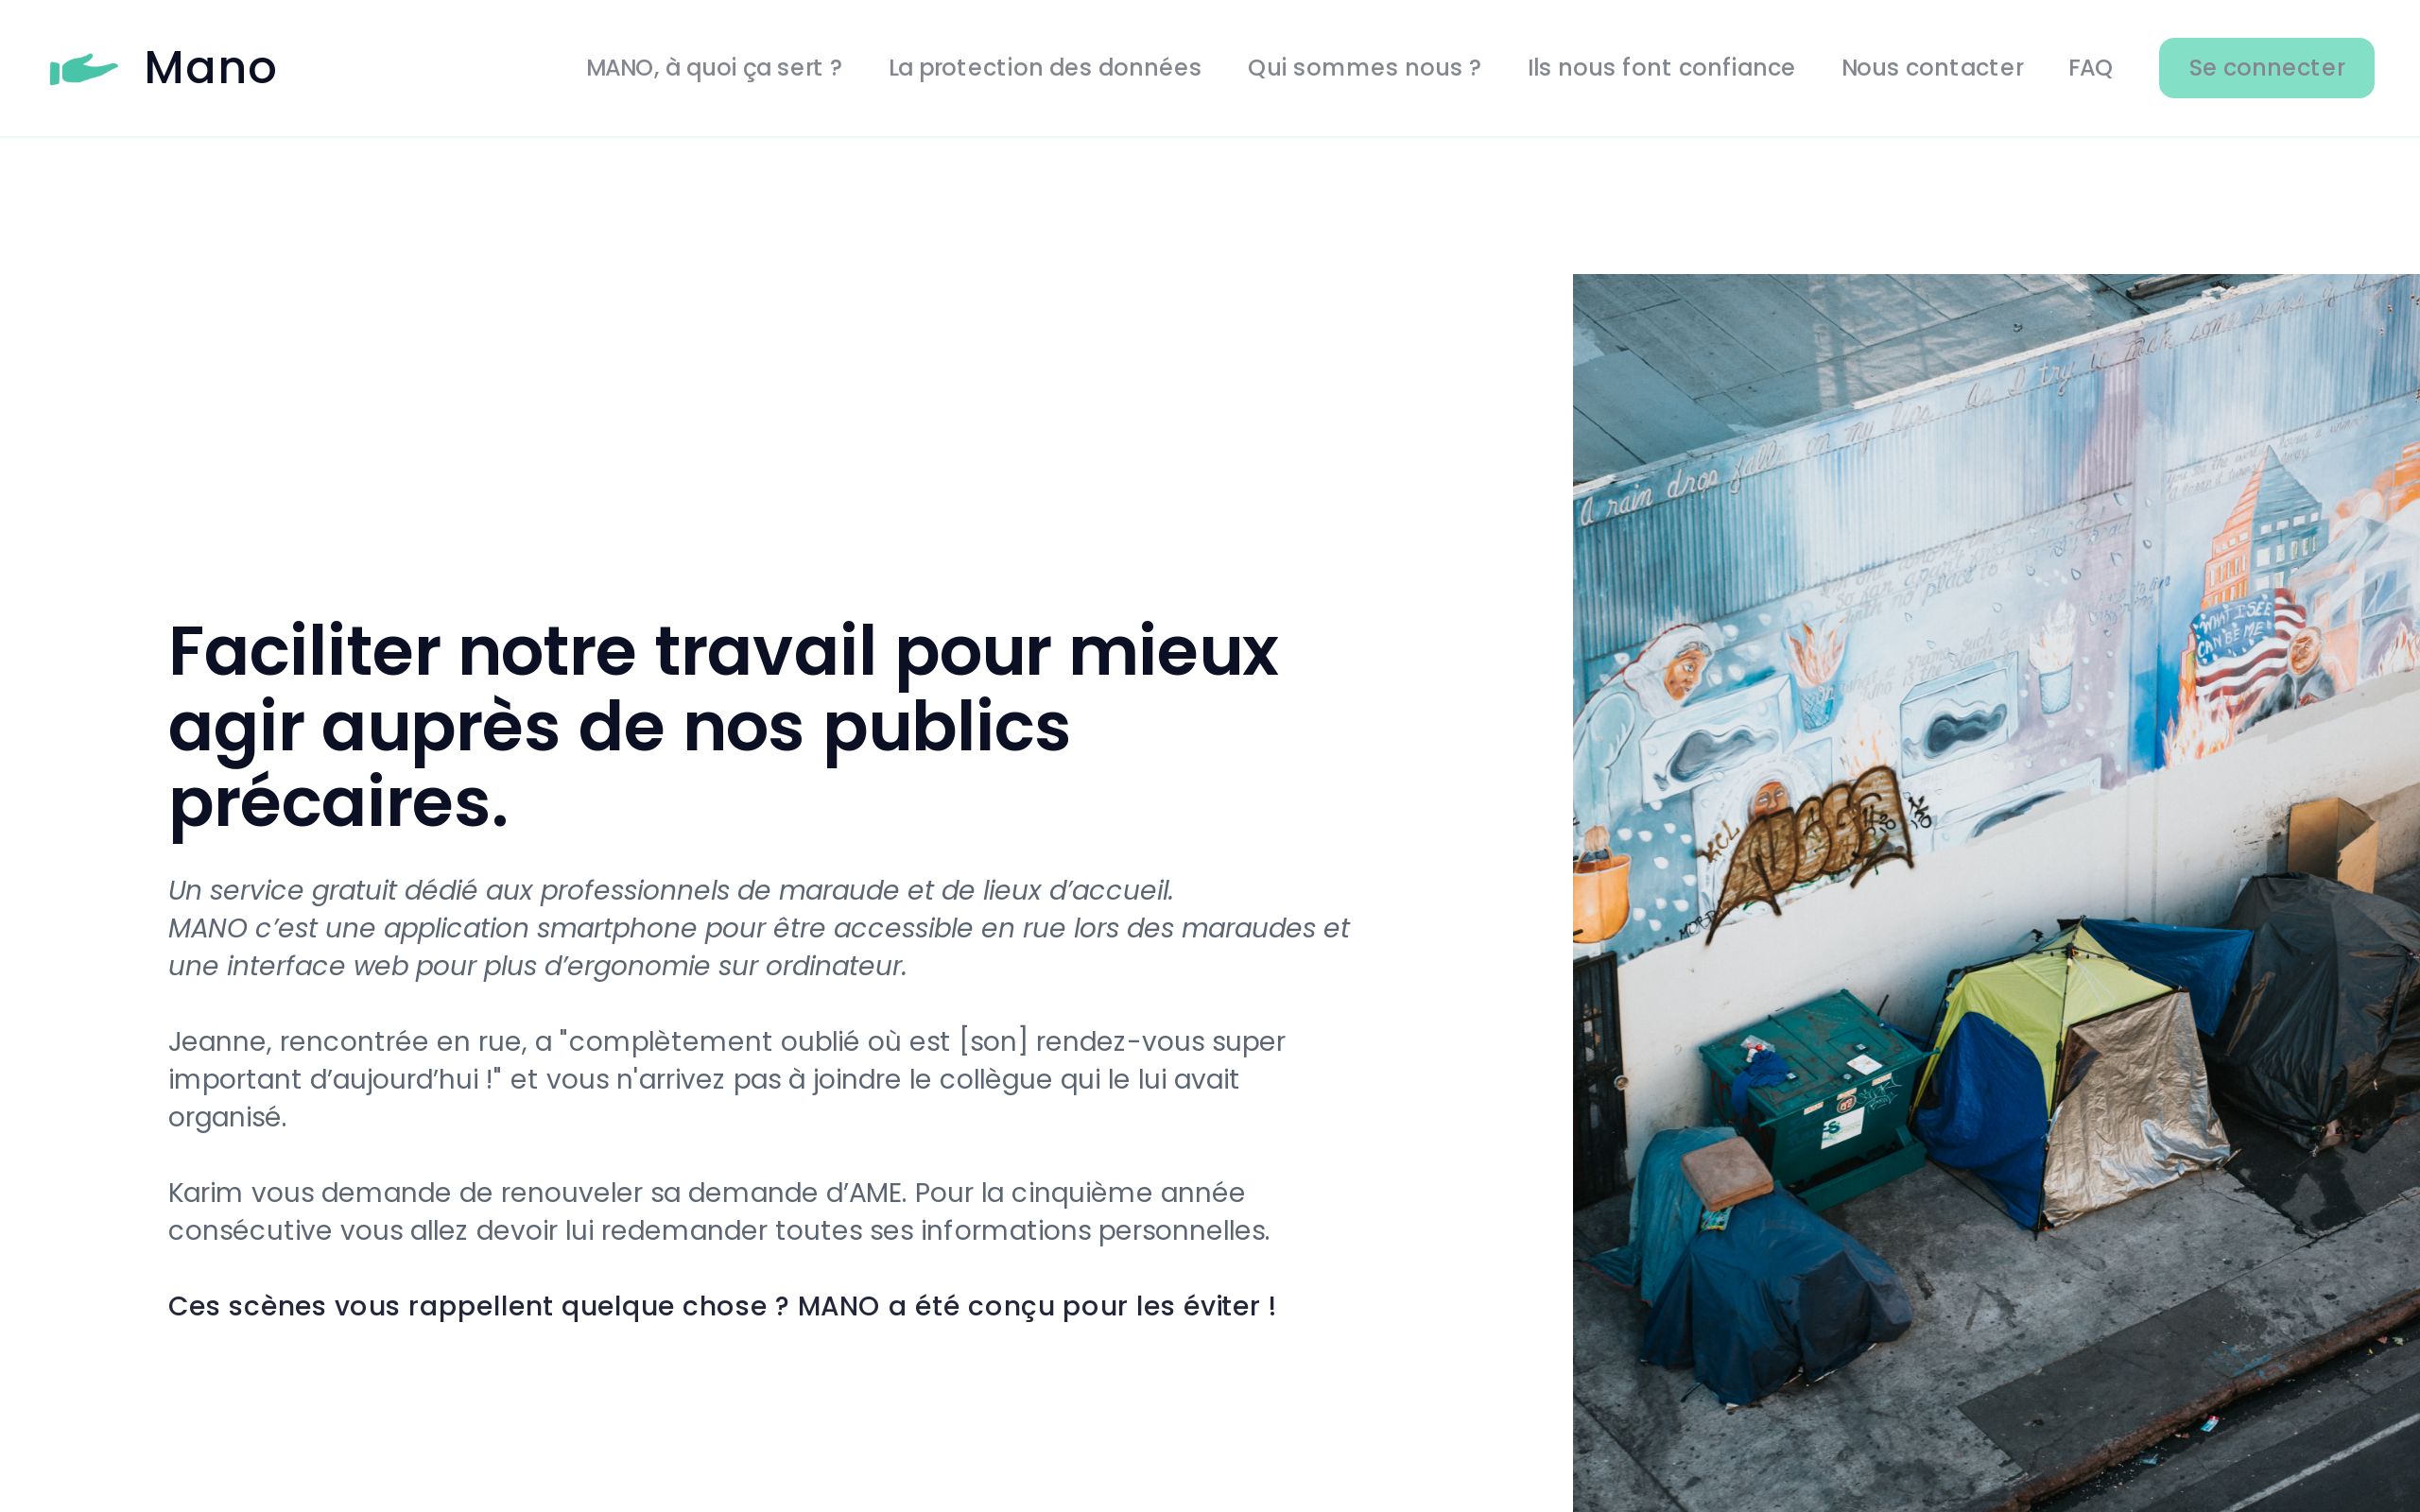 Mano
MANO, à quoi ça sert ?
La protection des données
Qui sommes nous ?
Ils nous font confiance
Nous contacter
FAQ
Se connecter
Faciliter notre travail pour mieux
agir auprès de nos publics
précaires.
Un service gratuit dédié aux professionnels de maraude et de lieux d’accueil.
MANO c’est une application smartphone pour être accessible en rue lors des maraudes et
une interface web pour plus d’ergonomie sur ordinateur.
Jeanne, rencontrée en rue, a "complètement oublié où est [son] rendez-vous super
important d’aujourd’hui !" et vous n'arrivez pas à joindre le collègue qui le lui avait
organisé.
Karim vous demande de renouveler sa demande d’AME. Pour la cinquième année
consécutive vous allez devoir lui redemander toutes ses informations personnelles.
Ces scènes vous rappellent quelque chose ? MANO a été conçu pour les éviter !
A rain drop falls on my lips as I try to
WHAT I SEE
CAN BE ME
KCL